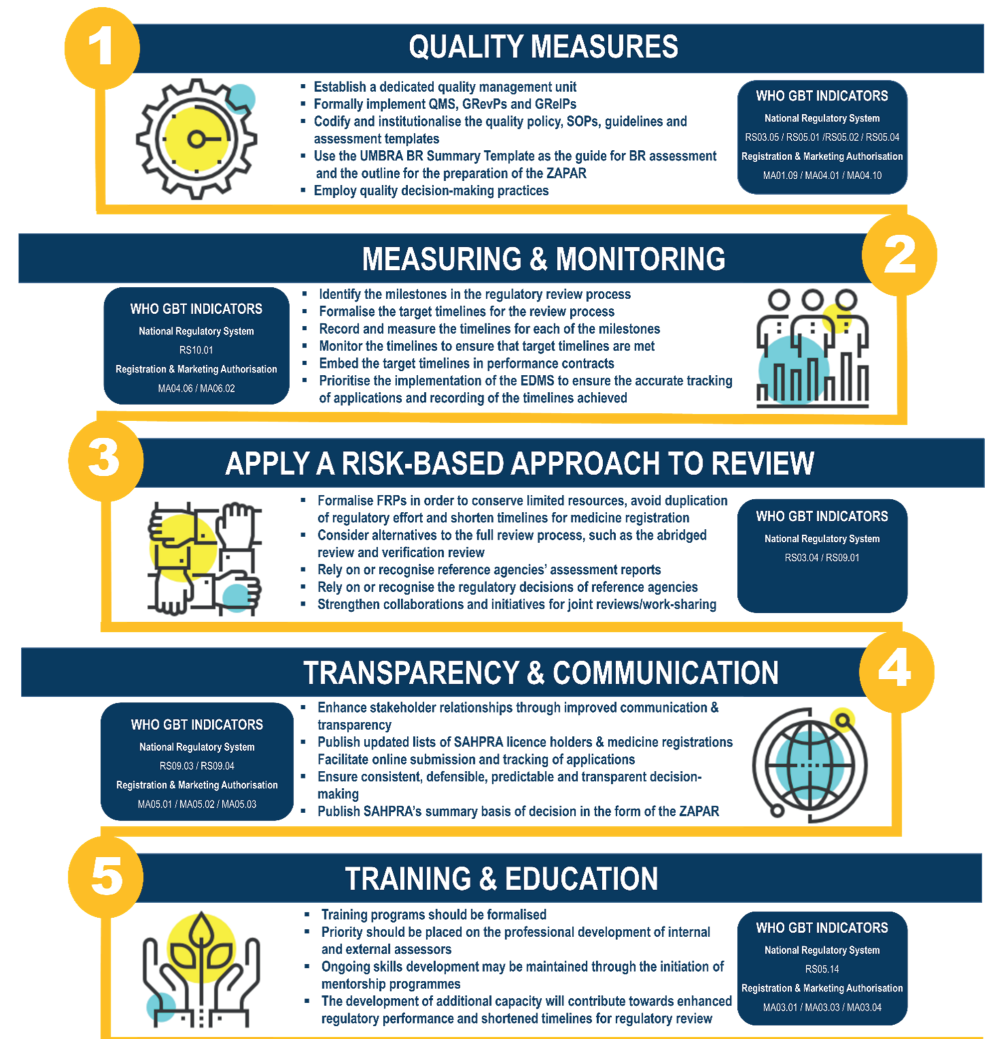 1
QUALITY MEASURES
▪ Establish a dedicated quality management unit
▪ Formally implement QMS, GRevPs and GRelPs
▪ Codify and institutionalise the quality policy, SOPs, guidelines and
assessment templates
▪ Use the UMBRA BR Summary Template as the guide for BR assessment
and the outline for the preparation of the ZAPAR
▪ Employ quality decision-making practices
WHO GBT INDICATORS
National Regulatory System
RS03.05 / RS05.01 /RS05.02 / RS05.04
Registration & Marketing Authorisation
MA01.09 / MA04.01 / MA04.10
2
MEASURING & MONITORING
WHO GBT INDICATORS
National Regulatory System
RS10.01
Registration & Marketing Authorisation
MA04.06 / MA06.02
▪ Identify the milestones in the regulatory review process
▪ Formalise the target timelines for the review process
▪ Record and measure the timelines for each of the milestones
▪ Monitor the timelines to ensure that target timelines are met
▪ Embed the target timelines in performance contracts
▪ Prioritise the implementation of the EDMS to ensure the accurate tracking
of applications and recording of the timelines achieved
3
APPLY A RISK-BASED APPROACH TO REVIEW
▪ Formalise FRPs in order to conserve limited resources, avoid duplication
of regulatory effort and shorten timelines for medicine registration
▪ Consider alternatives to the full review process, such as the abridged
review and verification review
▪ Rely on or recognise reference agencies' assessment reports
▪ Rely on or recognise the regulatory decisions of reference agencies
▪ Strengthen collaborations and initiatives for joint reviews/work-sharing
WHO GBT INDICATORS
National Regulatory System
RS03.04 / RS09.01
4
TRANSPARENCY & COMMUNICATION
WHO GBT INDICATORS
National Regulatory System
RS09.03 / RS09.04
Registration & Marketing Authorisation
MA05.01 / MA05.02 / MA05.03
▪ Enhance stakeholder relationships through improved communication &
transparency
▪ Publish updated lists of SAHPRA licence holders & medicine registrations
Facilitate online submission and tracking of applications
▪ Ensure consistent, defensible, predictable and transparent decision-
making
▪ Publish SAHPRA's summary basis of decision in the form of the ZAPAR
5
TRAINING & EDUCATION
▪ Training programs should be formalised
▪ Priority should be placed on the professional development of internal
and external assessors
▪ Ongoing skills development may be maintained through the initiation of
mentorship programmes
▪ The development of additional capacity will contribute towards enhanced
regulatory performance and shortened timelines for regulatory review
WHO GBT INDICATORS
National Regulatory System
RS05.14
Registration & Marketing Authorisation
MA03.01 / MA03.03 / MA03.04